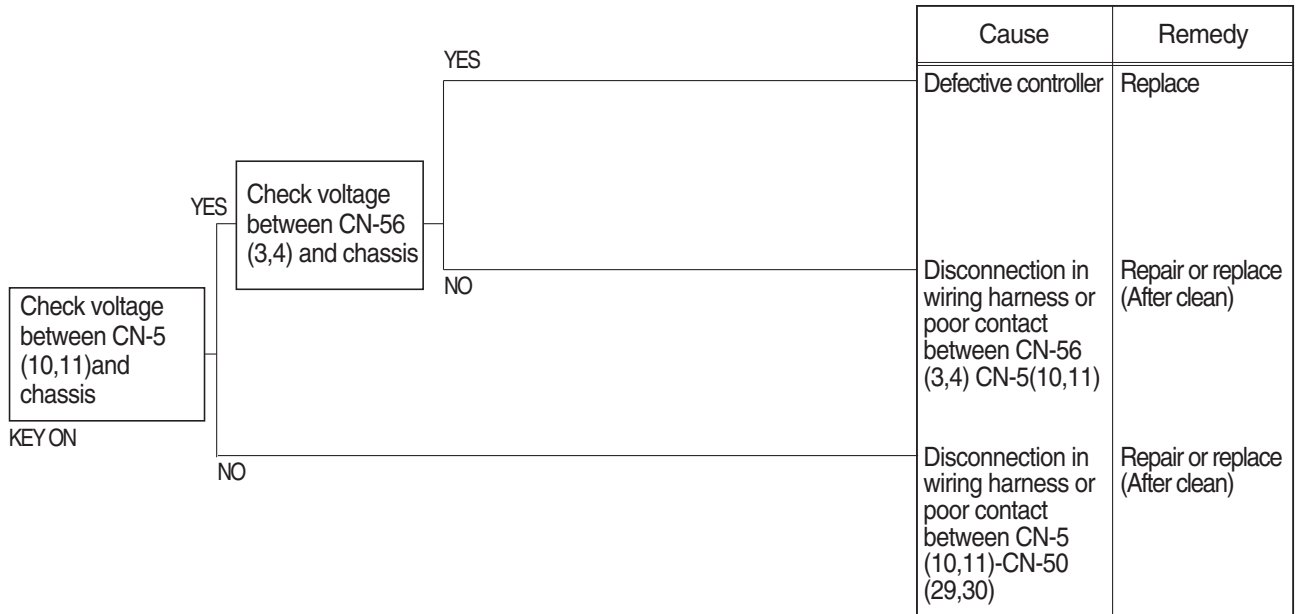 Cause
Remedy
YES
Defective controller
Replace
YES
Check voltage
between CN-56
(3,4) and chassis
NO
Disconnection in
wiring harness or
poor contact
between CN-56
(3,4) CN-5(10,11)
Repair or replace
(After clean)
Check voltage
between CN-5
(10,11)and
chassis
KEY ON
NO
Disconnection in
wiring harness or
poor contact
between CN-5
(10,11)-CN-50
(29,30)
Repair or replace
(After clean)